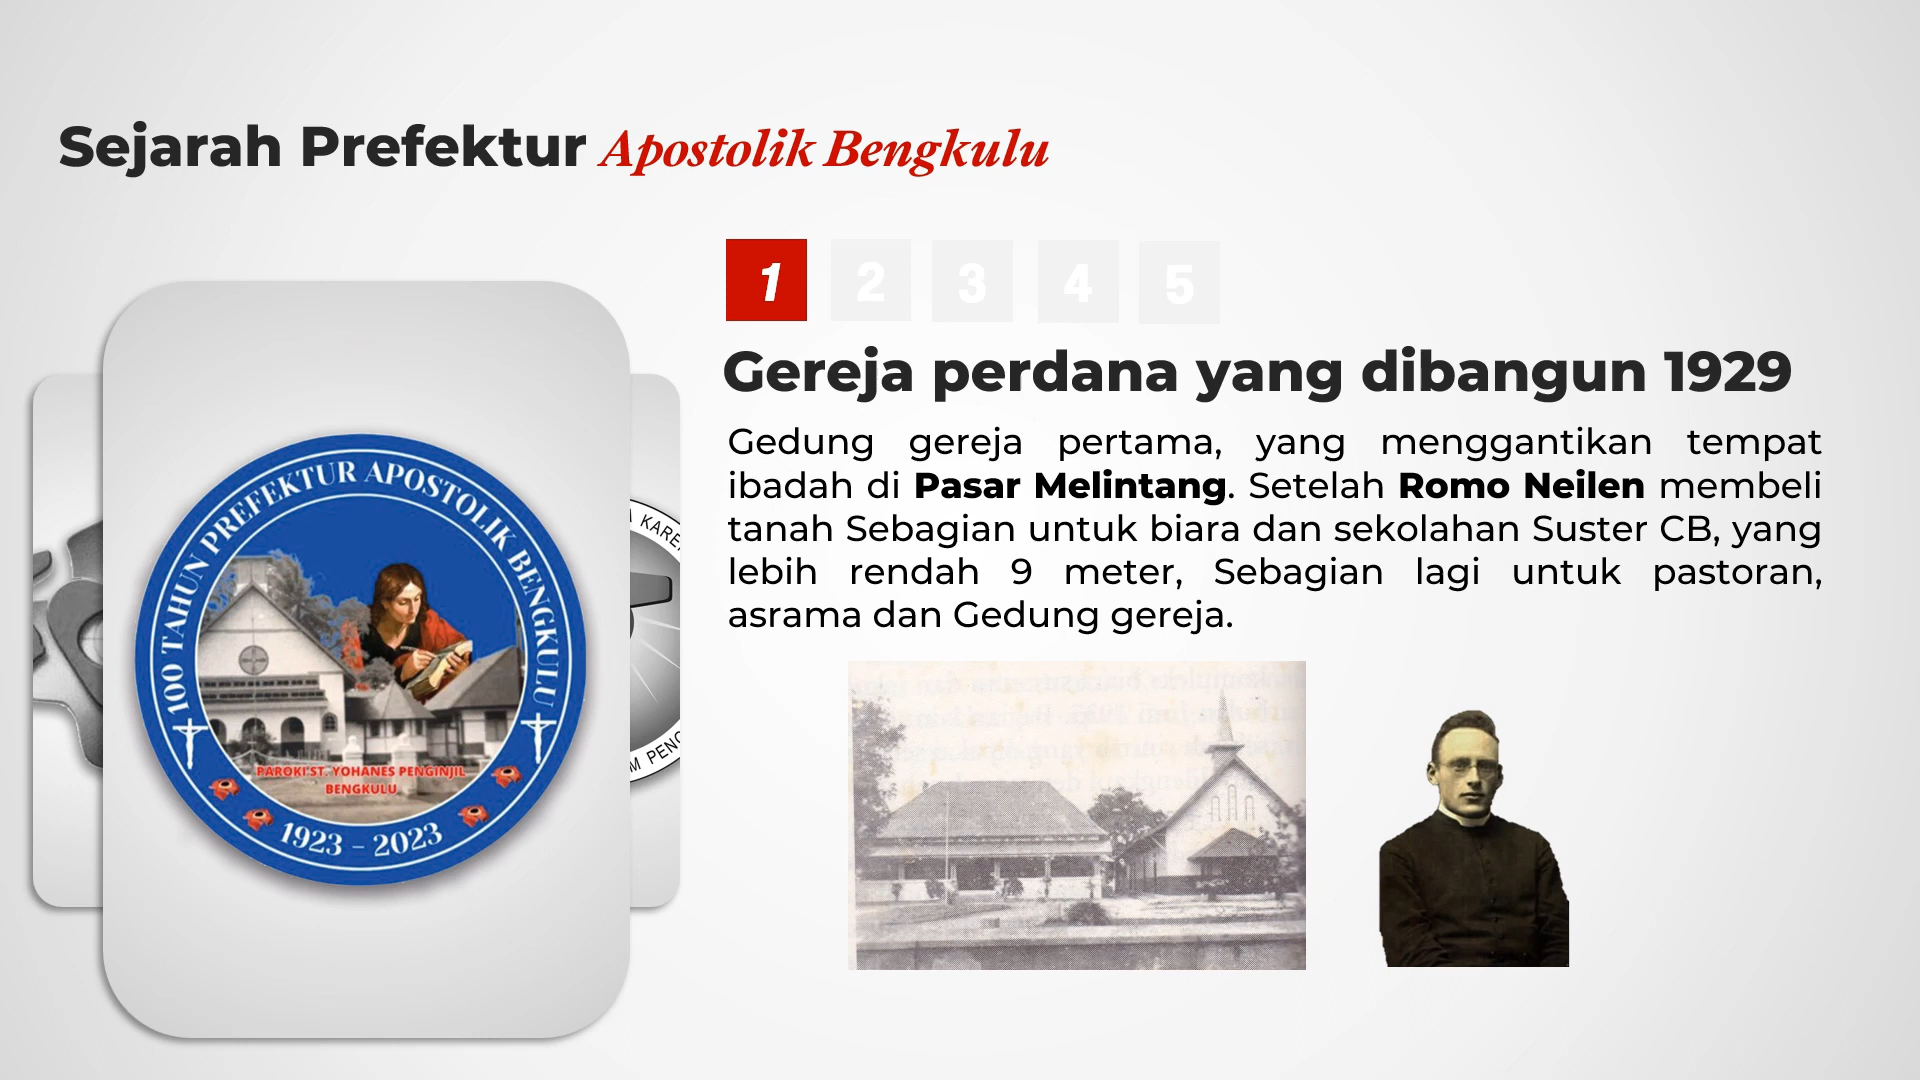 Sejarah Prefektur Apostolik Bengkulu
1 2 3 4 5
Gereja perdana yang dibangun 1929
Gedung gereja pertama, yang menggantikan tempat
ibadah di Pasar Melintang. Setelah Romo Neilen membeli
tanah Sebagian untuk biara dan sekolahan Suster CB, yang
lebih rendah 9 meter, Sebagian lagi untuk pastoran,
asrama dan Gedung gereja.
100 TAHUN PREFEKTUR APOSTOLIK BENGKULU
PAROKI ST. YOHANES PENGINJIL
BENGKULU
1923 - 2023